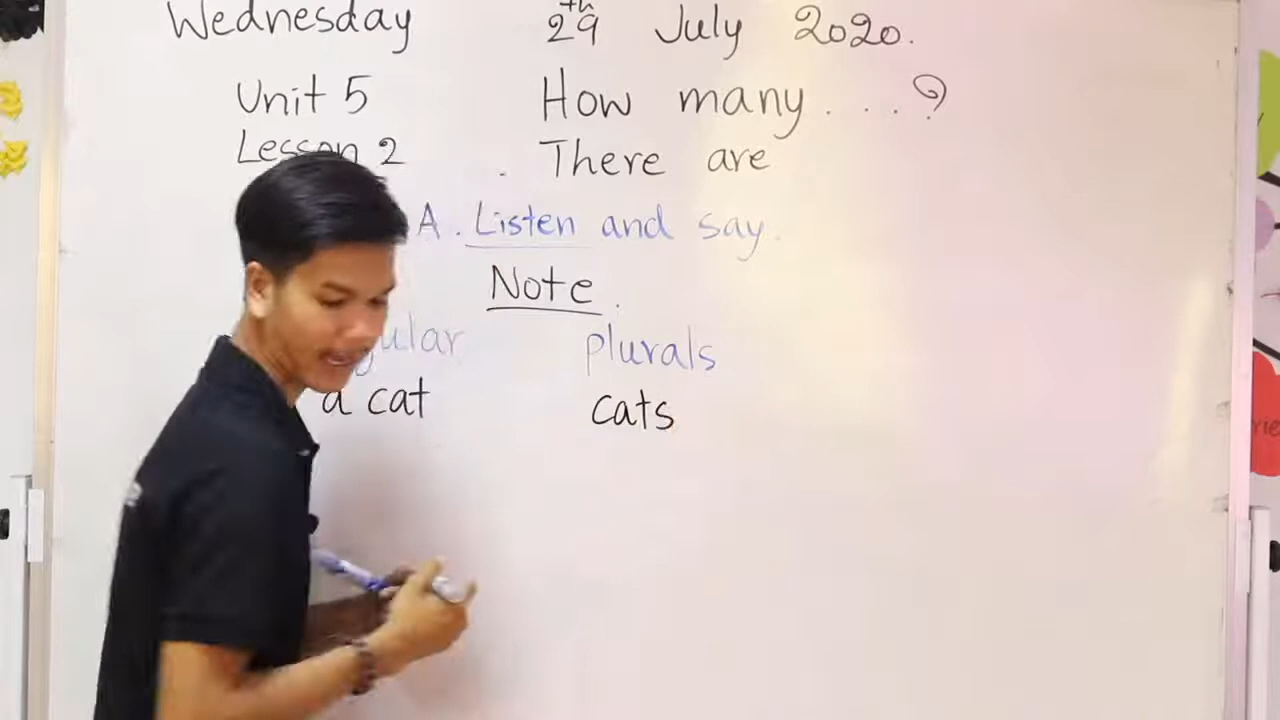 Wednesday 29th July 2020.
Unit 5 How many . . . ?
Lesson 2 . There are
A. Listen and say.
Note.
plurals
a cat cats